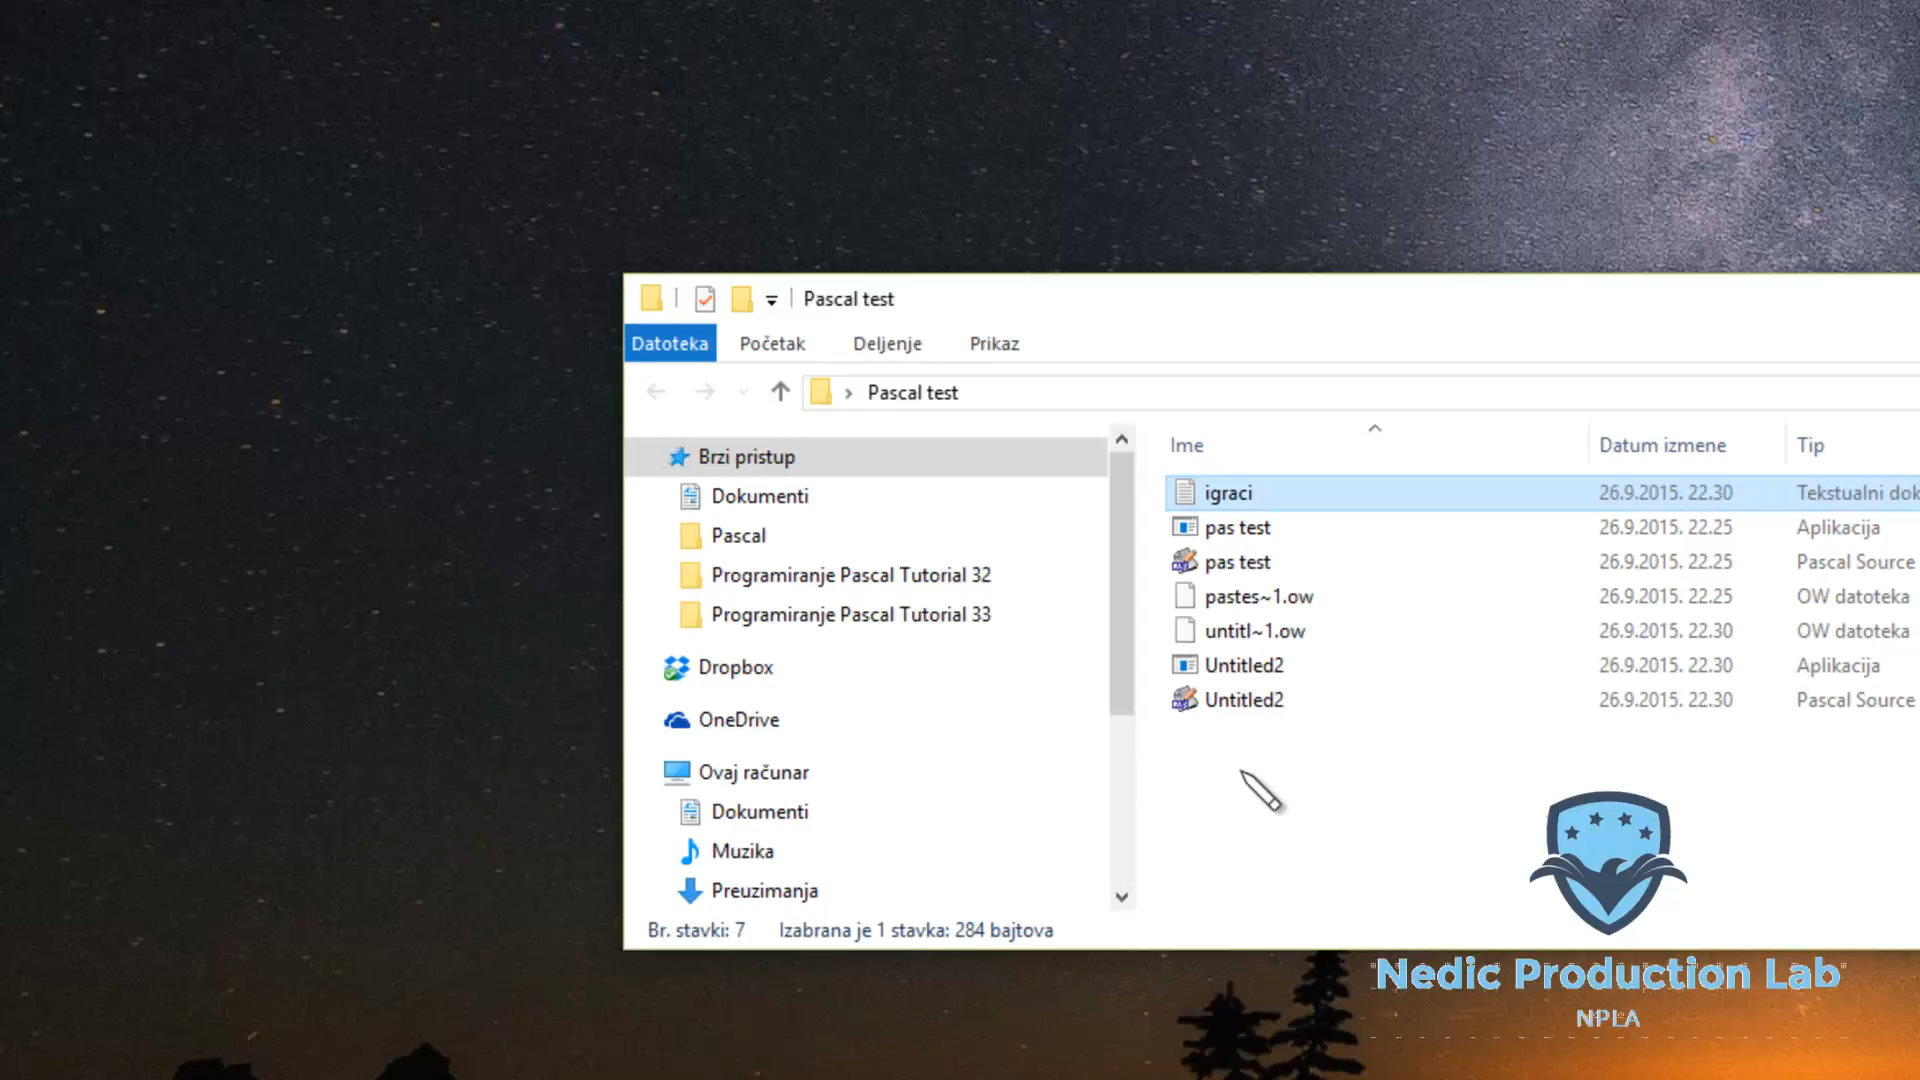 Pascal test
Datoteka Početak Deljenje Prikaz
Pascal test
Ime Datum izmene Tip
Brzi pristup
Dokumenti
Pascal
Programiranje Pascal Tutorial 32
Programiranje Pascal Tutorial 33
Dropbox
OneDrive
Ovaj računar
Dokumenti
Muzika
Preuzimanja
igraci 26.9.2015. 22.30 Tekstualni dok
pas test 26.9.2015. 22.25 Aplikacija
pas test 26.9.2015. 22.25 Pascal Source
pastes~1.ow 26.9.2015. 22.25 OW datoteka
untitl~1.ow 26.9.2015. 22.30 OW datoteka
Untitled2 26.9.2015. 22.30 Aplikacija
Untitled2 26.9.2015. 22.30 Pascal Source
Br. stavki: 7 Izabrana je 1 stavka: 284 bajtova
Nedic Production Lab
NPLA